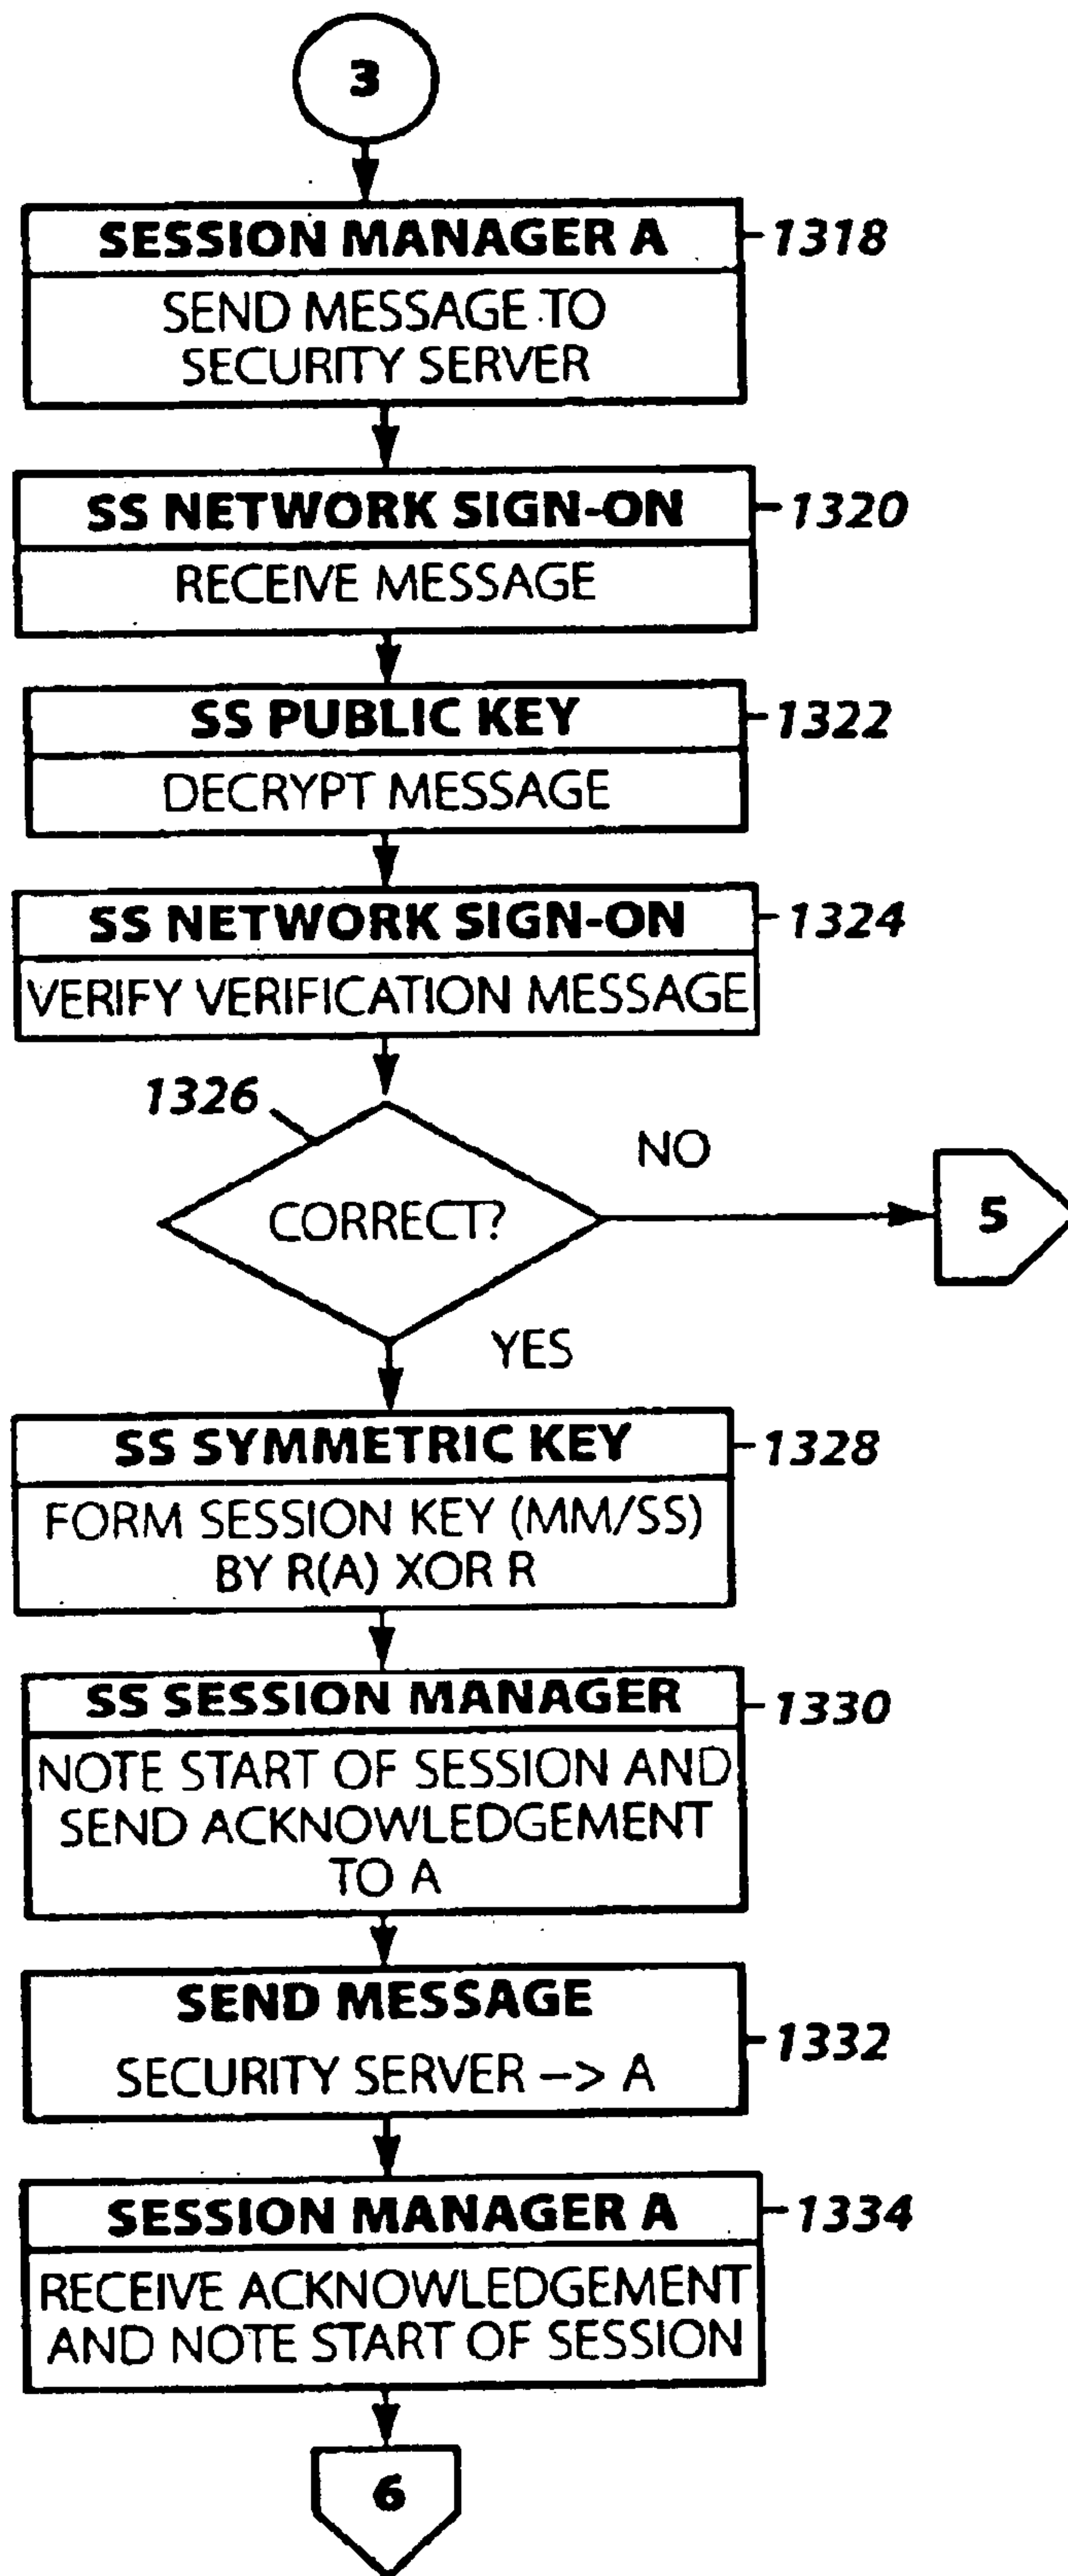 3
SESSION MANAGER A
1318
SEND MESSAGE TO
SECURITY SERVER
SS NETWORK SIGN-ON
1320
RECEIVE MESSAGE
SS PUBLIC KEY
1322
DECRYPT MESSAGE
SS NETWORK SIGN-ON
1324
VERIFY VERIFICATION MESSAGE
1326
CORRECT?
NO
5
YES
SS SYMMETRIC KEY
1328
FORM SESSION KEY (MM/SS)
BY R(A) XOR R
SS SESSION MANAGER
1330
NOTE START OF SESSION AND
SEND ACKNOWLEDGEMENT
TO A
SEND MESSAGE
1332
SECURITY SERVER --> A
SESSION MANAGER A
1334
RECEIVE ACKNOWLEDGEMENT
AND NOTE START OF SESSION
6